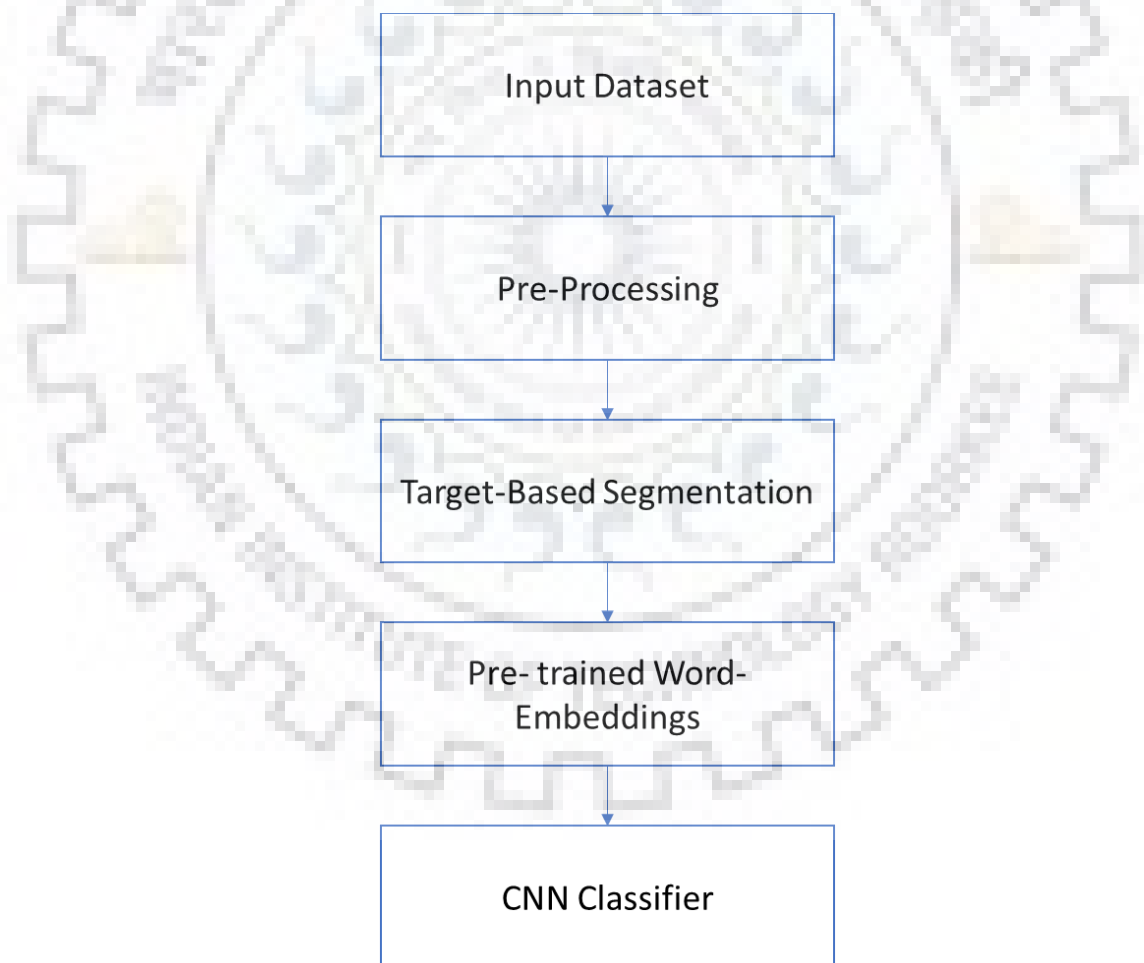 Input Dataset
Pre-Processing
Target-Based Segmentation
Pre- trained Word-
Embeddings
CNN Classifier